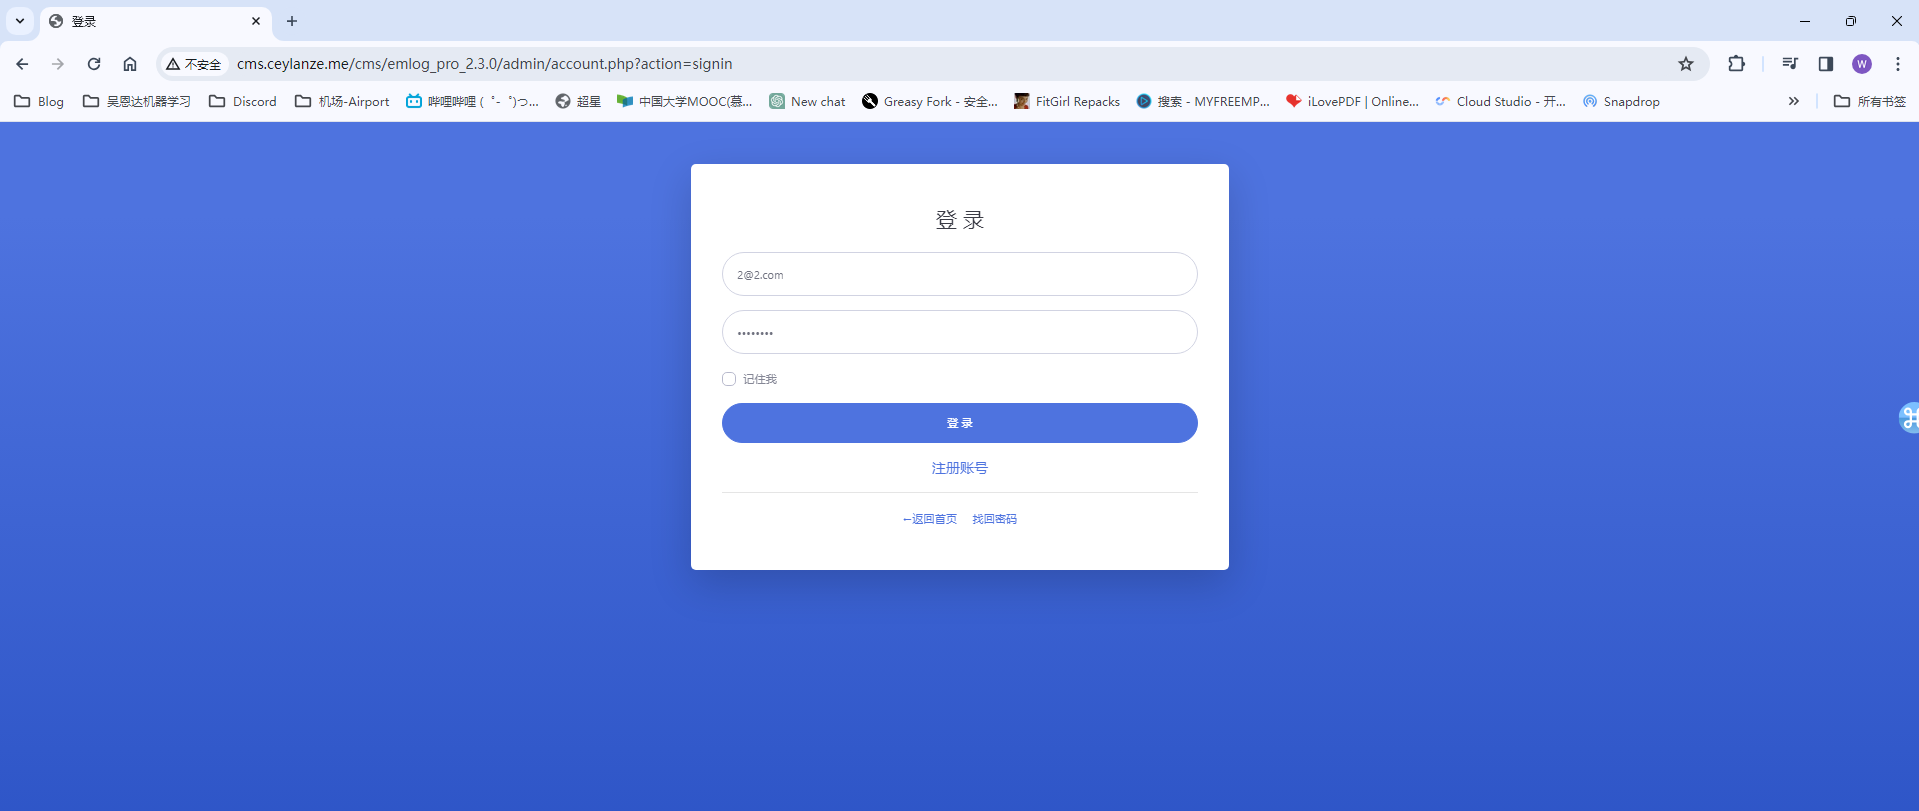 登录
不安全 cms.ceylanze.me/cms/emlog_pro_2.3.0/admin/account.php?action=signin W
Blog 吴恩达机器学习 Discord 机场-Airport 哔哩哔哩 ( ゜- ゜)つ... 超星 中国大学MOOC(慕... New chat Greasy Fork - 安全... FitGirl Repacks 搜索 - MYFREEMP... iLovePDF | Online... Cloud Studio - 开... Snapdrop » 所有书签
登 录
2@2.com
••••••••
记住我
登 录
注册账号
←返回首页 找回密码